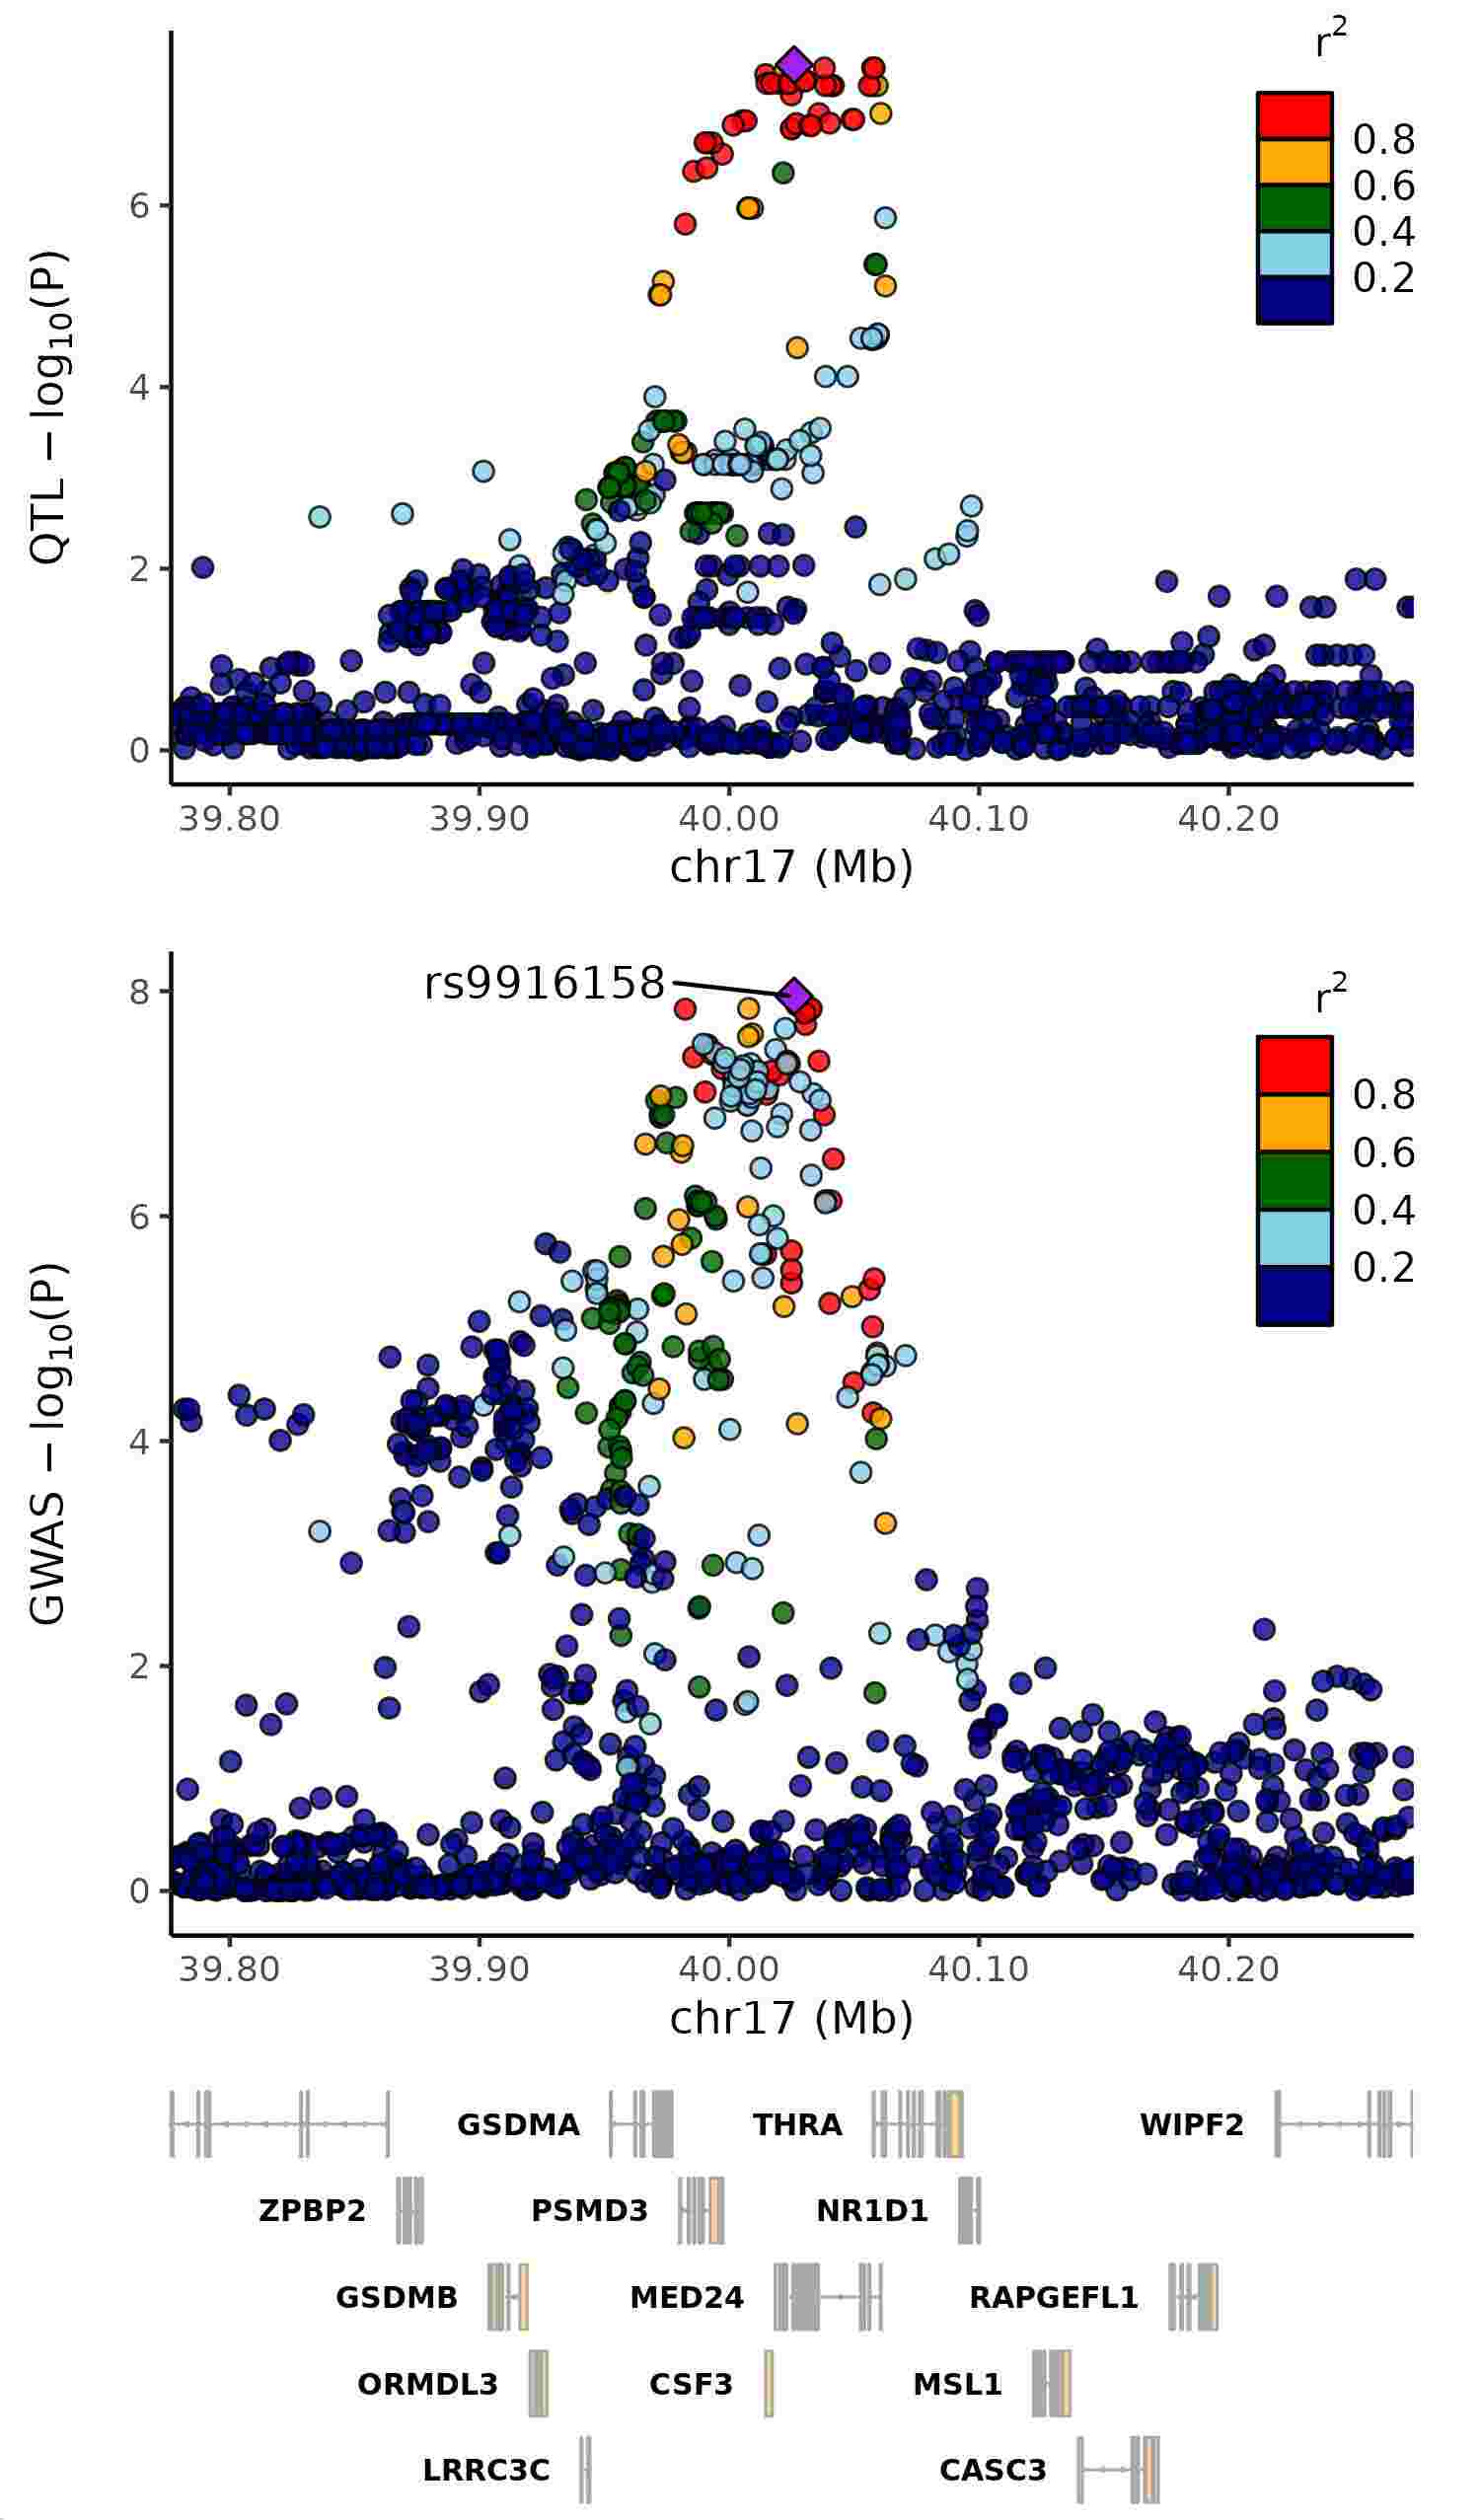 r²
0.8
0.6
0.4
0.2
QTL − log₁₀(P)
6
4
2
0
39.80 39.90 40.00 40.10 40.20
chr17 (Mb)
rs9916158
r²
0.8
0.6
0.4
0.2
GWAS − log₁₀(P)
8
6
4
2
0
39.80 39.90 40.00 40.10 40.20
chr17 (Mb)
GSDMA THRA WIPF2
ZPBP2 PSMD3 NR1D1
GSDMB MED24 RAPGEFL1
ORMDL3 CSF3 MSL1
LRRC3C CASC3